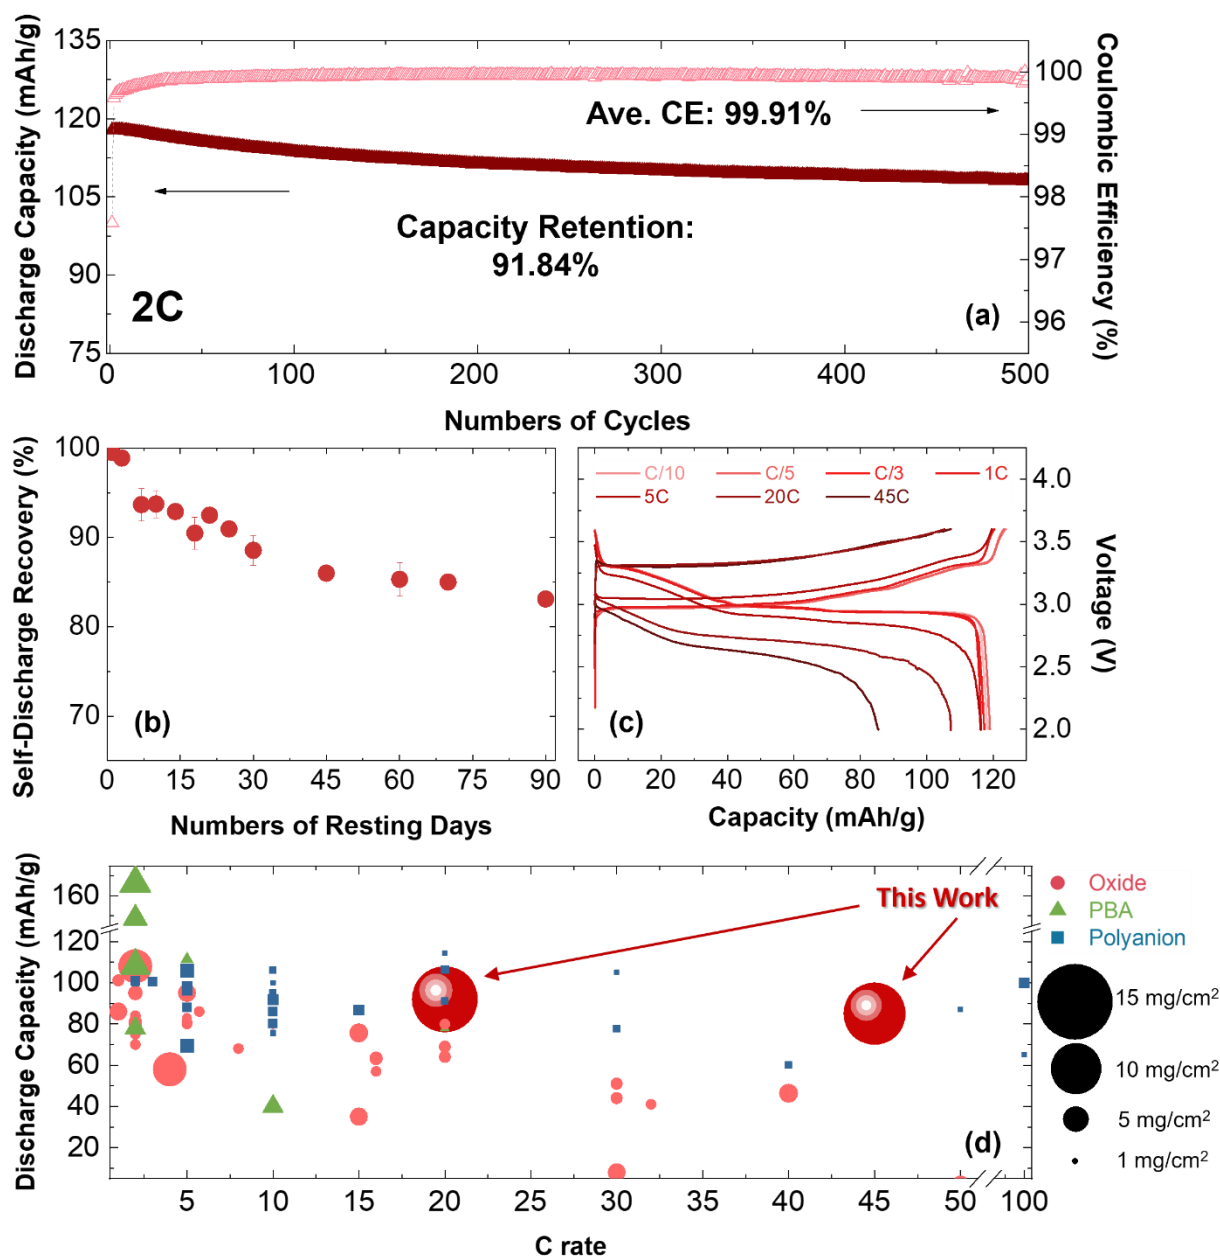 Discharge Capacity (mAh/g)
135
120
105
90
75
Ave. CE: 99.91%
Capacity Retention:
91.84%
2C
(a)
100
99
98
97
96
Coulombic Efficiency (%)
0
100
200
300
400
500
Numbers of Cycles
Self-Discharge Recovery (%)
100
90
80
70
(b)
0
15
30
45
60
75
90
Numbers of Resting Days
C/10
C/5
C/3
1C
5C
20C
45C
(c)
4.0
3.5
3.0
2.5
2.0
Voltage (V)
0
20
40
60
80
100
120
Capacity (mAh/g)
Discharge Capacity (mAh/g)
160
120
100
80
60
40
20
This Work
(d)
5
10
15
20
25
30
35
40
45
50
100
C rate
Oxide
PBA
Polyanion
15 mg/cm²
10 mg/cm²
5 mg/cm²
1 mg/cm²